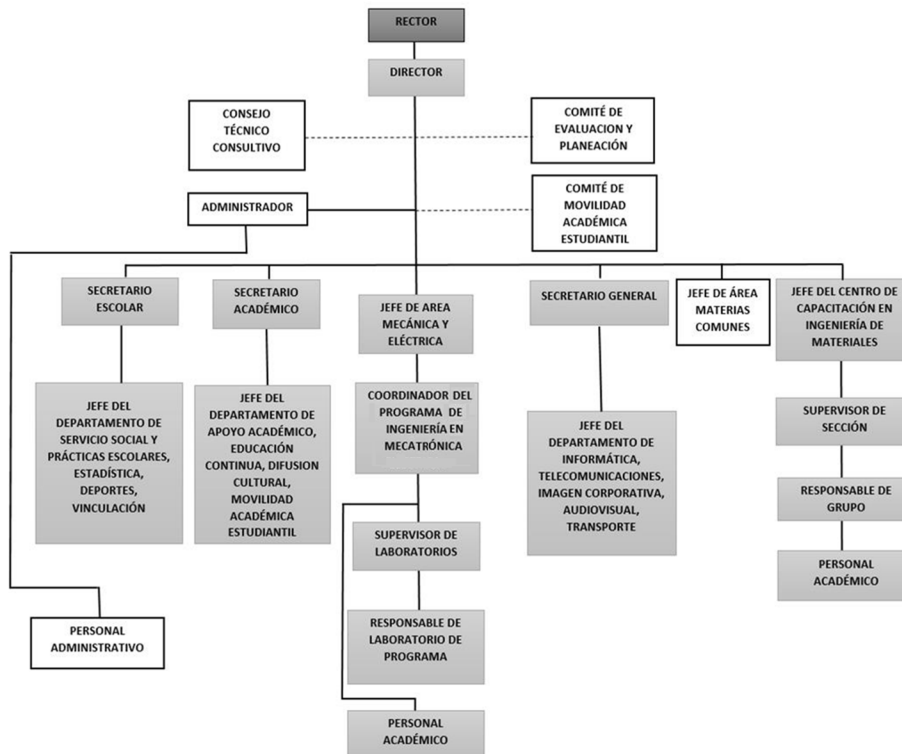 RECTOR
DIRECTOR
CONSEJO
TÉCNICO
CONSULTIVO
COMITÉ DE
EVALUACION Y
PLANEACIÓN
ADMINISTRADOR
COMITÉ DE
MOVILIDAD
ACADÉMICA
ESTUDIANTIL
SECRETARIO
ESCOLAR
SECRETARIO
ACADÉMICO
JEFE DE AREA
MECÁNICA Y
ELÉCTRICA
SECRETARIO GENERAL
JEFE DE ÁREA
MATERIAS
COMUNES
JEFE DEL CENTRO DE
CAPACITACIÓN EN
INGENIERÍA DE
MATERIALES
JEFE DEL
DEPARTAMENTO DE
SERVICIO SOCIAL Y
PRÁCTICAS ESCOLARES,
ESTADÍSTICA,
DEPORTES,
VINCULACIÓN
JEFE DEL
DEPARTAMENTO DE
APOYO ACADÉMICO,
EDUCACIÓN
CONTINUA, DIFUSION
CULTURAL,
MOVILIDAD
ACADÉMICA
ESTUDIANTIL
COORDINADOR DEL
PROGRAMA DE
INGENIERÍA EN
MECATRÓNICA
JEFE DEL
DEPARTAMENTO DE
INFORMÁTICA,
TELECOMUNICACIONES,
IMAGEN CORPORATIVA,
AUDIOVISUAL,
TRANSPORTE
SUPERVISOR DE
SECCIÓN
RESPONSABLE DE
GRUPO
PERSONAL
ACADÉMICO
SUPERVISOR DE
LABORATORIOS
RESPONSABLE DE
LABORATORIO DE
PROGRAMA
PERSONAL
ADMINISTRATIVO
PERSONAL
ACADÉMICO